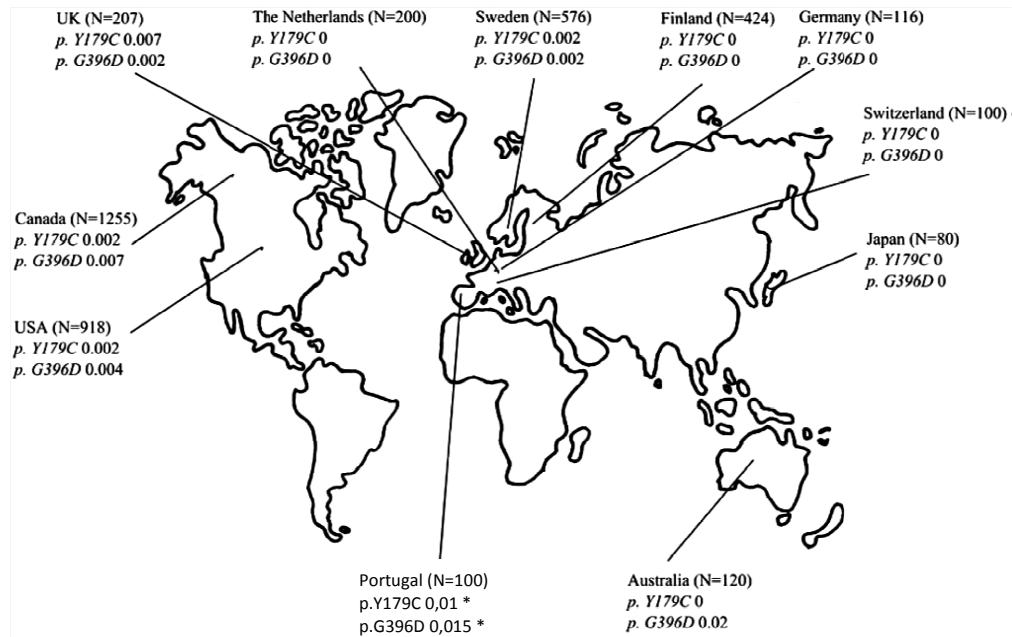 UK (N=207)
p. Y179C 0.007
p. G396D 0.002
The Netherlands (N=200)
p. Y179C 0
p. G396D 0
Sweden (N=576)
p. Y179C 0.002
p. G396D 0.002
Finland (N=424)
p. Y179C 0
p. G396D 0
Germany (N=116)
p. Y179C 0
p. G396D 0
Switzerland (N=100)
p. Y179C 0
p. G396D 0
Canada (N=1255)
p. Y179C 0.002
p. G396D 0.007
Japan (N=80)
p. Y179C 0
p. G396D 0
USA (N=918)
p. Y179C 0.002
p. G396D 0.004
Portugal (N=100)
p.Y179C 0,01 *
p.G396D 0,015 *
Australia (N=120)
p. Y179C 0
p. G396D 0.02